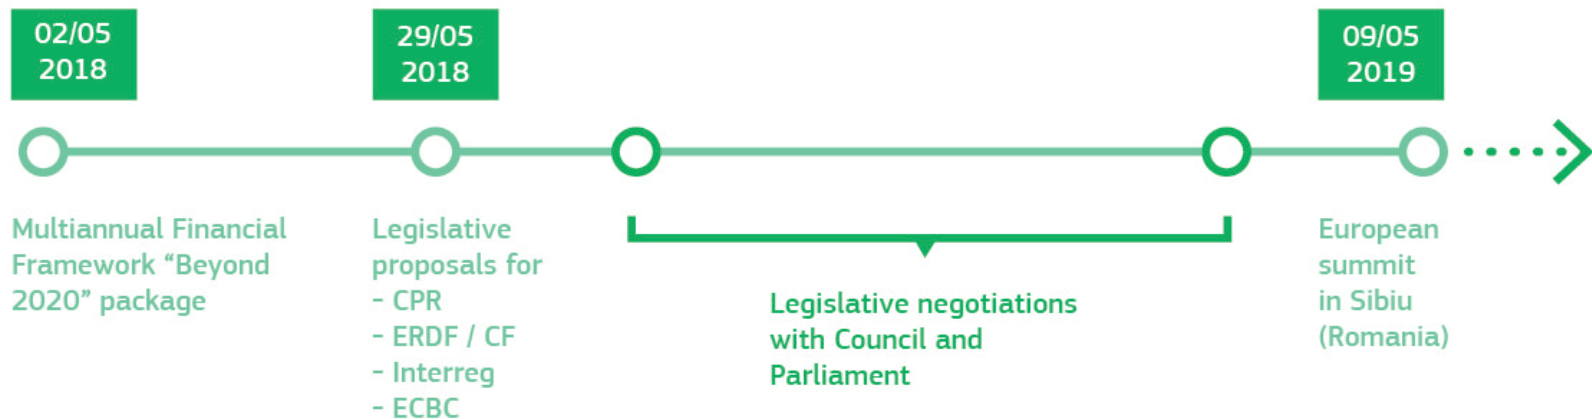 02/05
2018
29/05
2018
09/05
2019
Multiannual Financial
Framework “Beyond
2020” package
Legislative
proposals for
- CPR
- ERDF / CF
- Interreg
- ECBC
Legislative negotiations
with Council and
Parliament
European
summit
in Sibiu
(Romania)